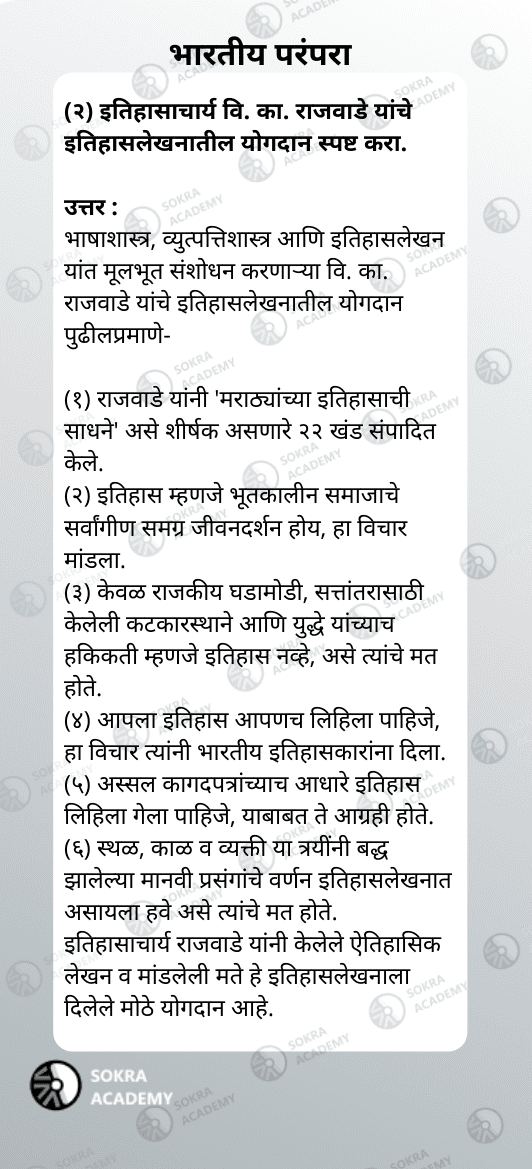 भारतीय परंपरा
(२) इतिहासाचार्य वि. का. राजवाडे यांचे
इतिहासलेखनातील योगदान स्पष्ट करा.
उत्तर :
भाषाशास्त्र, व्युत्पत्तिशास्त्र आणि इतिहासलेखन
यांत मूलभूत संशोधन करणाऱ्या वि. का.
राजवाडे यांचे इतिहासलेखनातील योगदान
पुढीलप्रमाणे-
(१) राजवाडे यांनी 'मराठ्यांच्या इतिहासाची
साधने' असे शीर्षक असणारे २२ खंड संपादित
केले.
(२) इतिहास म्हणजे भूतकालीन समाजाचे
सर्वांगीण समग्र जीवनदर्शन होय, हा विचार
मांडला.
(३) केवळ राजकीय घडामोडी, सत्तांतरासाठी
केलेली कटकारस्थाने आणि युद्धे यांच्याच
हकिकती म्हणजे इतिहास नव्हे, असे त्यांचे मत
होते.
(४) आपला इतिहास आपणच लिहिला पाहिजे,
हा विचार त्यांनी भारतीय इतिहासकारांना दिला.
(५) अस्सल कागदपत्रांच्याच आधारे इतिहास
लिहिला गेला पाहिजे, याबाबत ते आग्रही होते.
(६) स्थळ, काळ व व्यक्ती या त्रयींनी बद्ध
झालेल्या मानवी प्रसंगांचे वर्णन इतिहासलेखनात
असायला हवे असे त्यांचे मत होते.
इतिहासाचार्य राजवाडे यांनी केलेले ऐतिहासिक
लेखन व मांडलेली मते हे इतिहासलेखनाला
दिलेले मोठे योगदान आहे.
SOKRA
ACADEMY